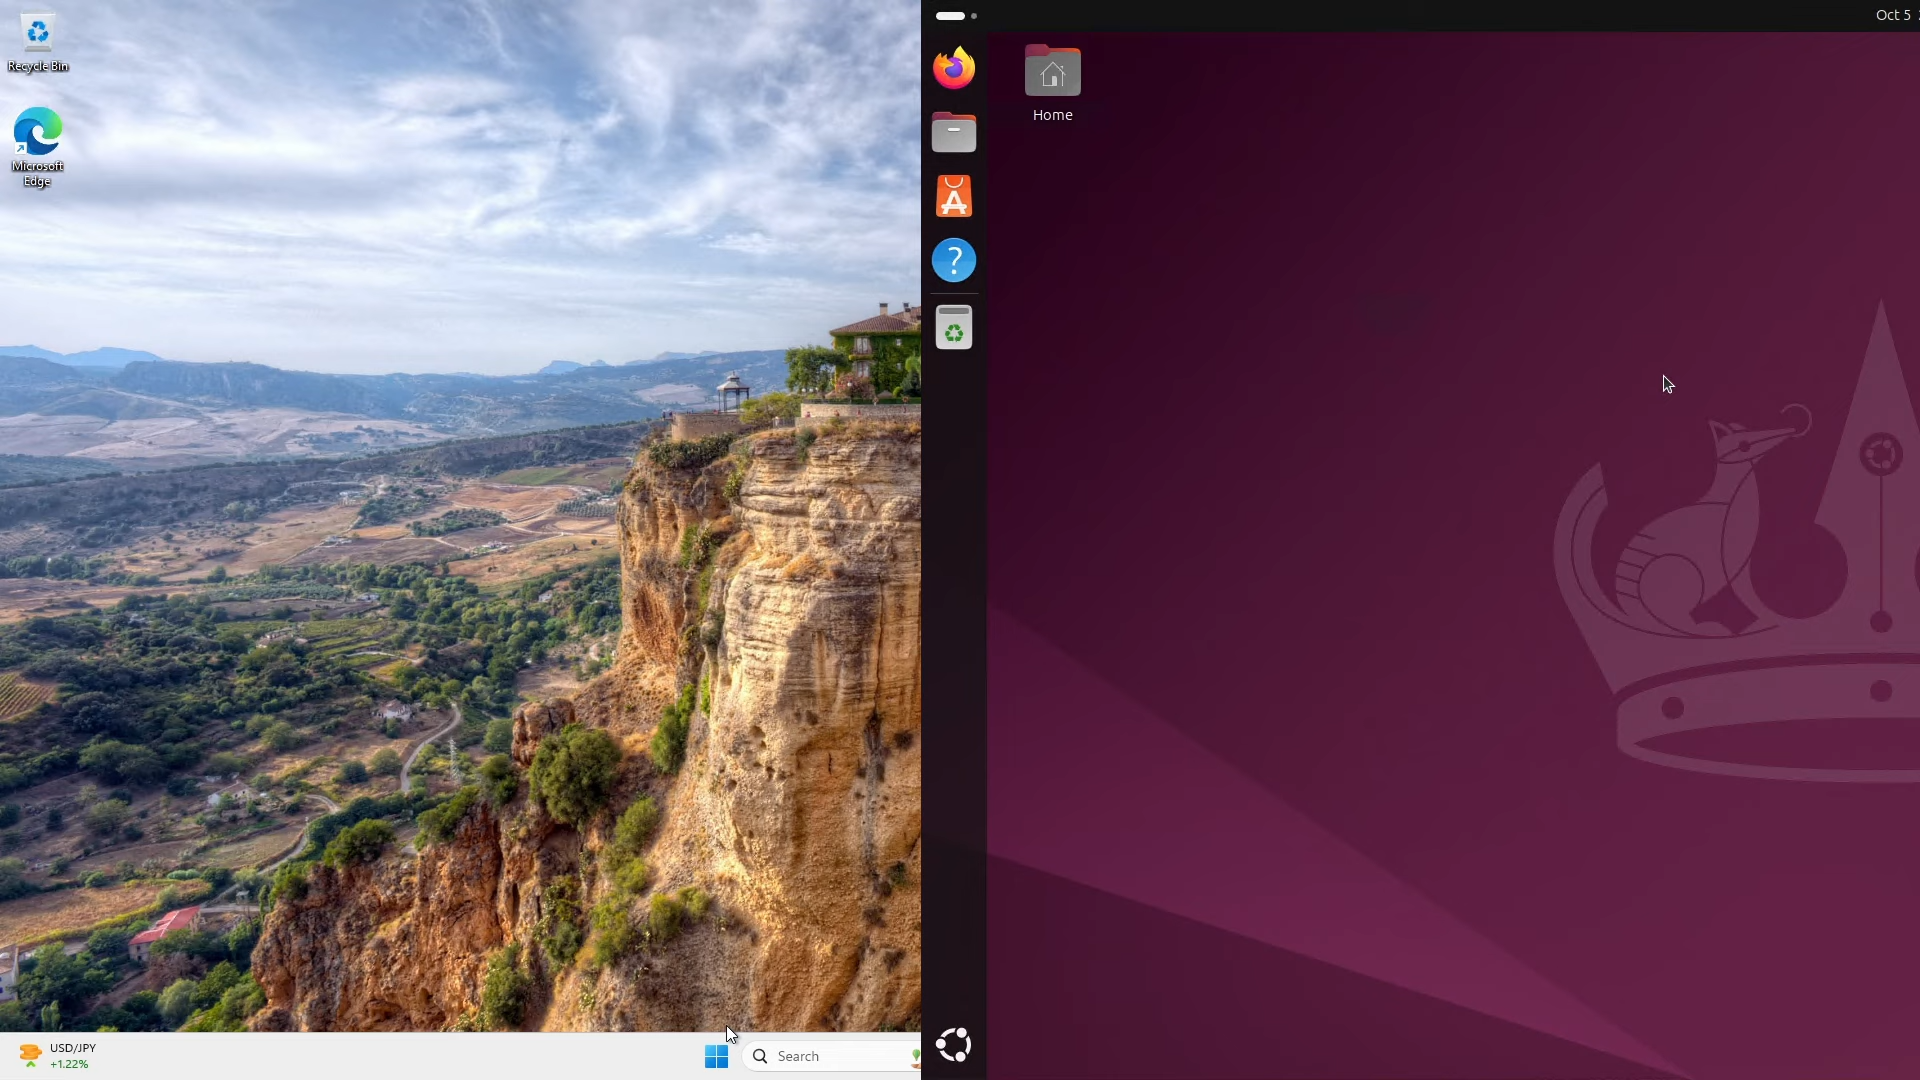 Recycle Bin
Microsoft
Edge
USD/JPY
+1.22%
Search
Oct 5
Home